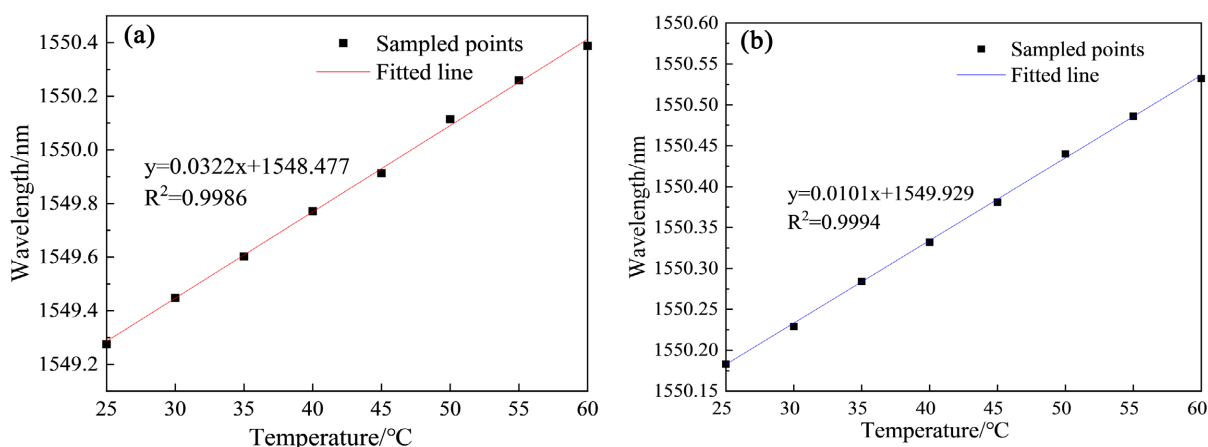 (a)
Sampled points
Fitted line
y=0.0322x+1548.477
R²=0.9986
Wavelength/nm
1550.4
1550.2
1550.0
1549.8
1549.6
1549.4
1549.2
25 30 35 40 45 50 55 60
Temperature/℃
(b)
Sampled points
Fitted line
y=0.0101x+1549.929
R²=0.9994
Wavelength/nm
1550.60
1550.55
1550.50
1550.45
1550.40
1550.35
1550.30
1550.25
1550.20
1550.15
25 30 35 40 45 50 55 60
Temperature/℃